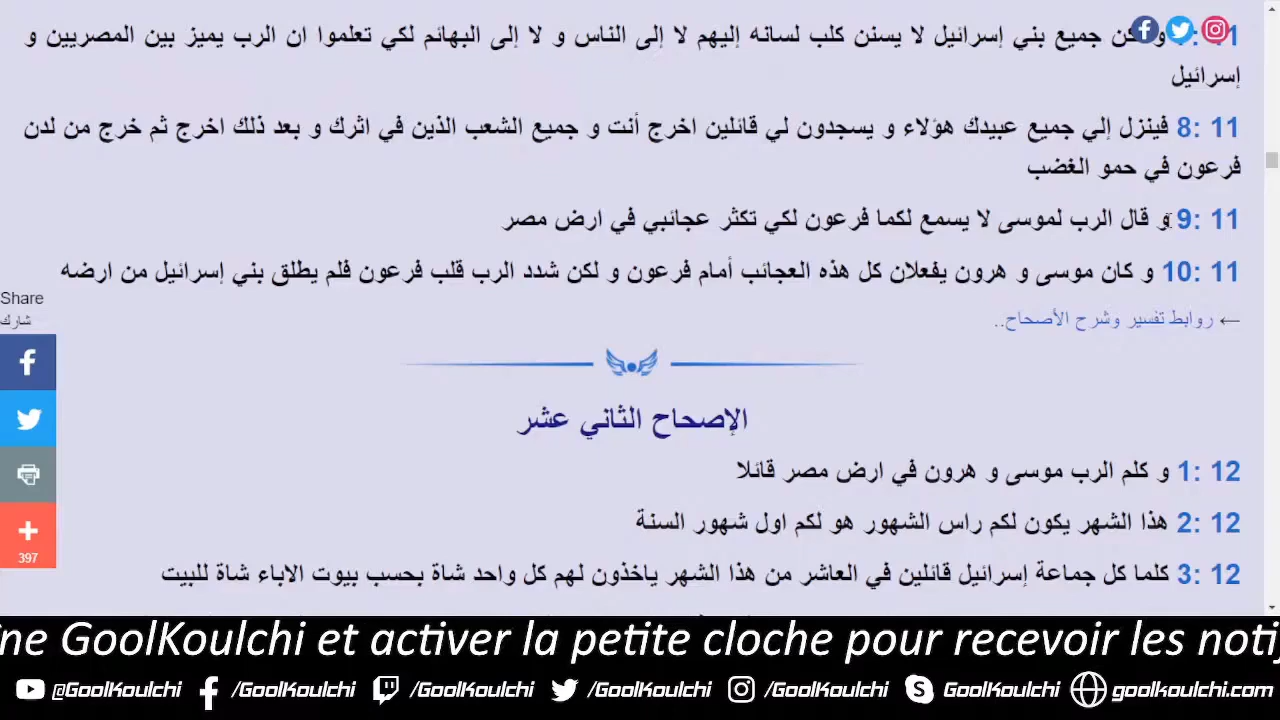 11 :7 و لكن جميع بني إسرائيل لا يسنن كلب لسانه إليهم لا إلى الناس و لا إلى البهائم لكي تعلموا ان الرب يميز بين المصريين و
إسرائيل
11 :8 فينزل إلي جميع عبيدك هؤلاء و يسجدون لي قائلين اخرج أنت و جميع الشعب الذين في اثرك و بعد ذلك اخرج ثم خرج من لدن
فرعون في حمو الغضب
11 :9 و قال الرب لموسى لا يسمع لكما فرعون لكي تكثر عجائبي في ارض مصر
11 :10 و كان موسى و هرون يفعلان كل هذه العجائب أمام فرعون و لكن شدد الرب قلب فرعون فلم يطلق بني إسرائيل من ارضه
← روابط تفسير وشرح الأصحاح..
Share
شارك
الإصحاح الثاني عشر
12 :1 و كلم الرب موسى و هرون في ارض مصر قائلا
12 :2 هذا الشهر يكون لكم راس الشهور هو لكم اول شهور السنة
12 :3 كلما كل جماعة إسرائيل قائلين في العاشر من هذا الشهر ياخذون لهم كل واحد شاة بحسب بيوت الاباء شاة للبيت
397
ne GoolKoulchi et activer la petite cloche pour recevoir les noti
@GoolKoulchi /GoolKoulchi /GoolKoulchi /GoolKoulchi /GoolKoulchi GoolKoulchi goolkoulchi.com